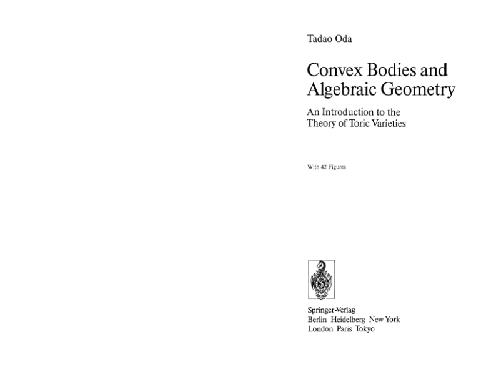 Tadao Oda
Convex Bodies and
Algebraic Geometry
An Introduction to the
Theory of Toric Varieties
With 42 Figures
Springer-Verlag
Berlin Heidelberg New York
London Paris Tokyo